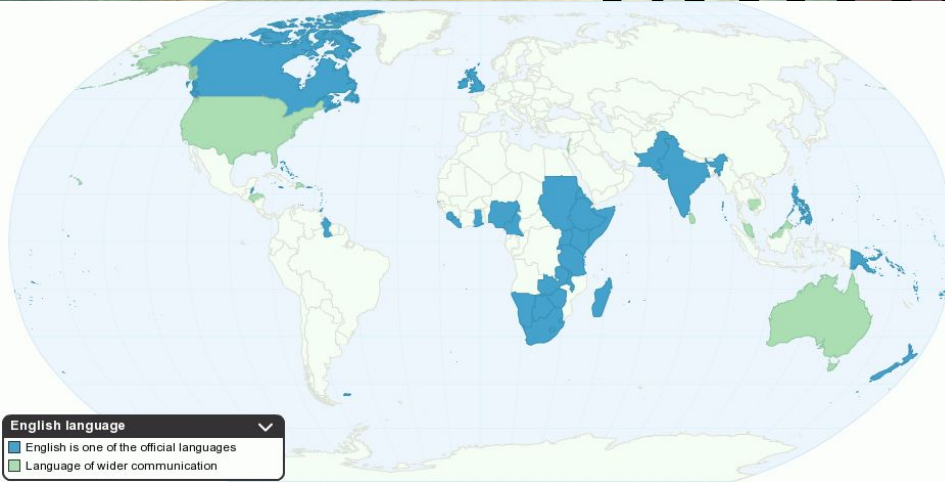 English language
English is one of the official languages
Language of wider communication